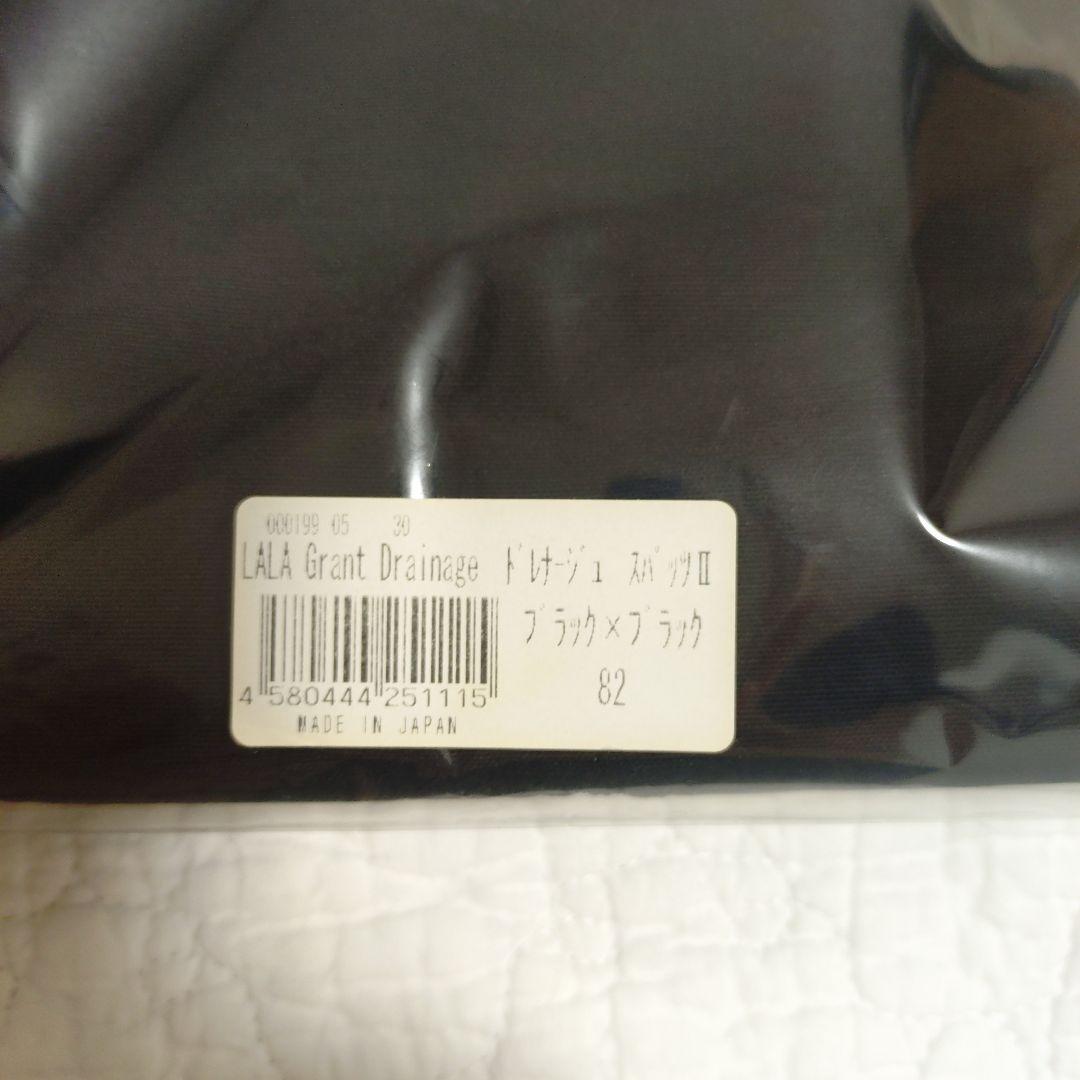 000199 05 30
LALA Grant Drainage ﾄﾞﾚﾅｰｼﾞｭ ｽﾊﾟｯﾂⅡ
ﾌﾞﾗｯｸ×ﾌﾞﾗｯｸ
82
4 580444 251115
MADE IN JAPAN